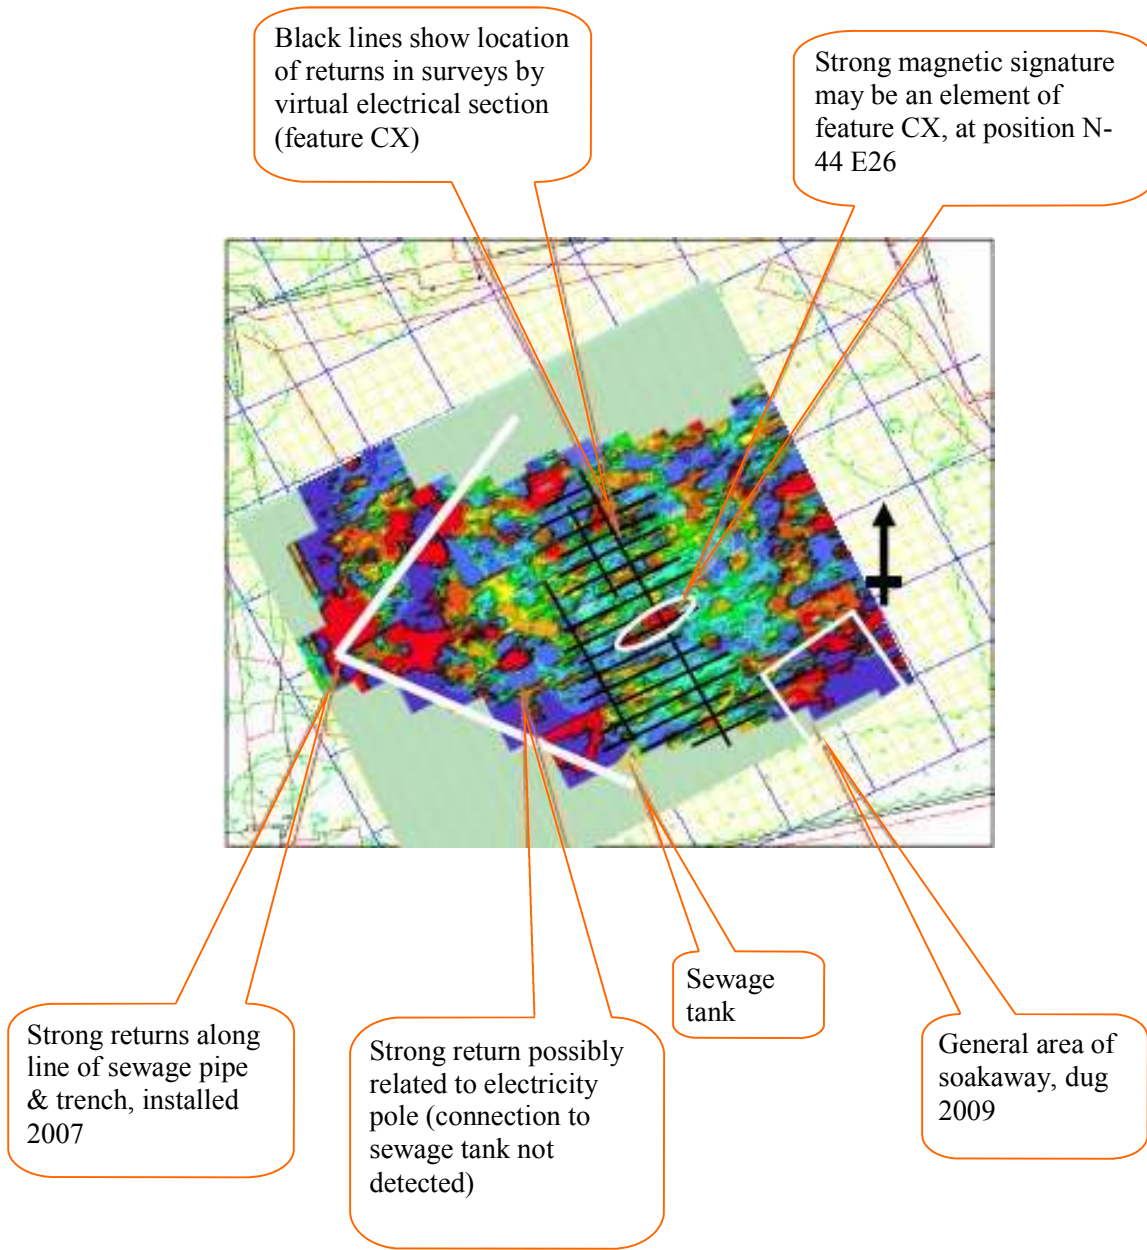 Black lines show location
of returns in surveys by
virtual electrical section
(feature CX)
Strong magnetic signature
may be an element of
feature CX, at position N-
44 E26
Strong returns along
line of sewage pipe
& trench, installed
2007
Strong return possibly
related to electricity
pole (connection to
sewage tank not
detected)
Sewage
tank
General area of
soakaway, dug
2009